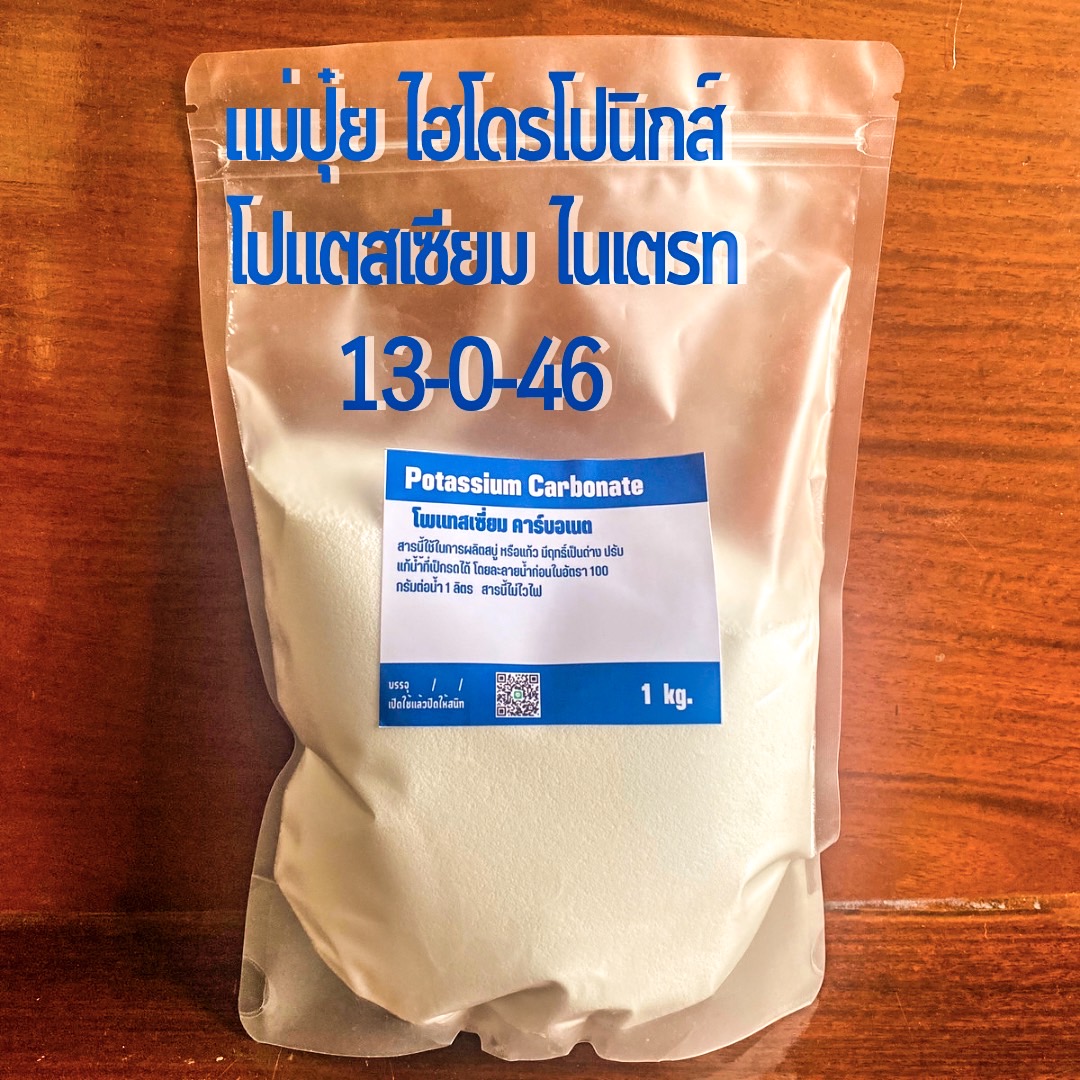 แม่ปุ๋ย ไฮโดรโปนิกส์
โปแตสเซียม ไนเตรท
13-0-46
Potassium Carbonate
โพแทสเซี่ยม คาร์บอเนต
สารนี้ใช้ในการผลิตสบู่ หรือแก้ว มีฤทธิ์เป็นด่าง ปรับ
แก้น้ำที่เป็กรดได้ โดยละลายน้ำก่อนในอัตรา 100
กรัมต่อน้ำ 1 ลิตร สารนี้ไม่ไวไฟ
บรรจุ / /
เปิดใช้แล้วปิดให้สนิท
1 kg.